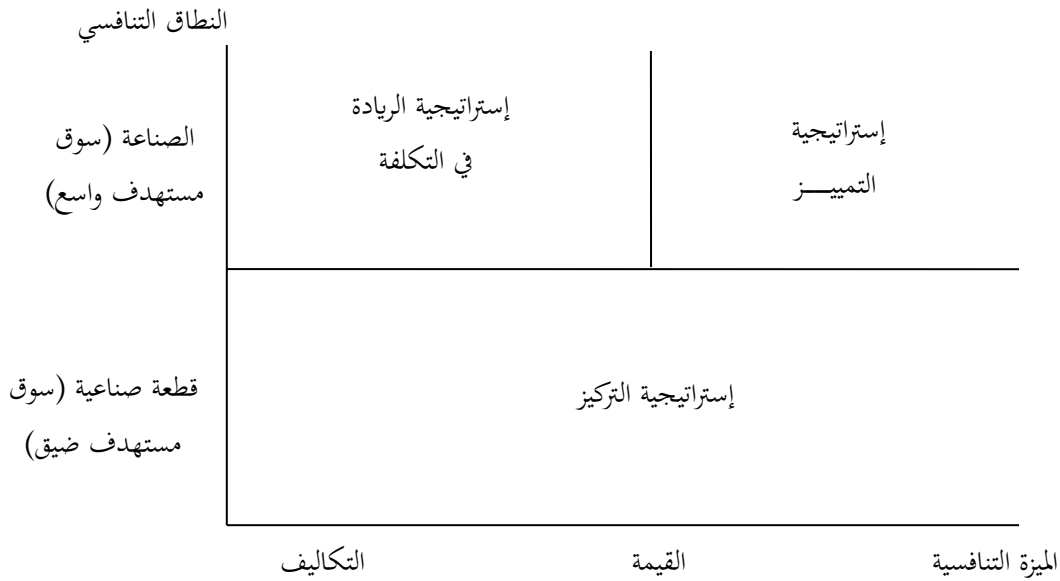 النطاق التنافسي
إستراتيجية الريادة
في التكلفة
إستراتيجية
التمييـــــز
الصناعة (سوق
مستهدف واسع)
إستراتيجية التركيز
قطعة صناعية (سوق
مستهدف ضيق)
الميزة التنافسية
القيمة
التكاليف